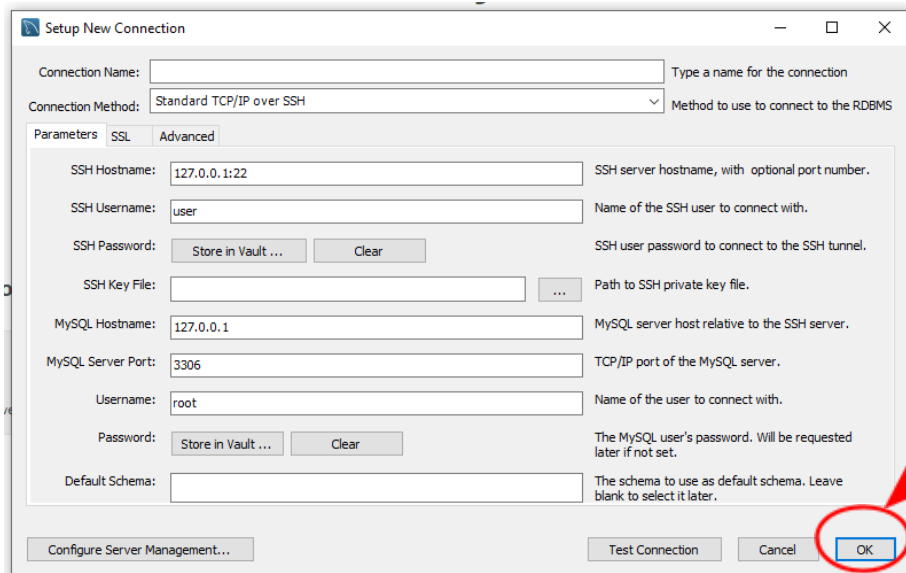 Setup New Connection
Connection Name: Type a name for the connection
Connection Method: Standard TCP/IP over SSH Method to use to connect to the RDBMS
Parameters SSL Advanced
SSH Hostname: 127.0.0.1:22 SSH server hostname, with optional port number.
SSH Username: user Name of the SSH user to connect with.
SSH Password: Store in Vault ... Clear SSH user password to connect to the SSH tunnel.
SSH Key File: ... Path to SSH private key file.
MySQL Hostname: 127.0.0.1 MySQL server host relative to the SSH server.
MySQL Server Port: 3306 TCP/IP port of the MySQL server.
Username: root Name of the user to connect with.
Password: Store in Vault ... Clear The MySQL user's password. Will be requested
later if not set.
Default Schema: The schema to use as default schema. Leave
blank to select it later.
Configure Server Management... Test Connection Cancel OK